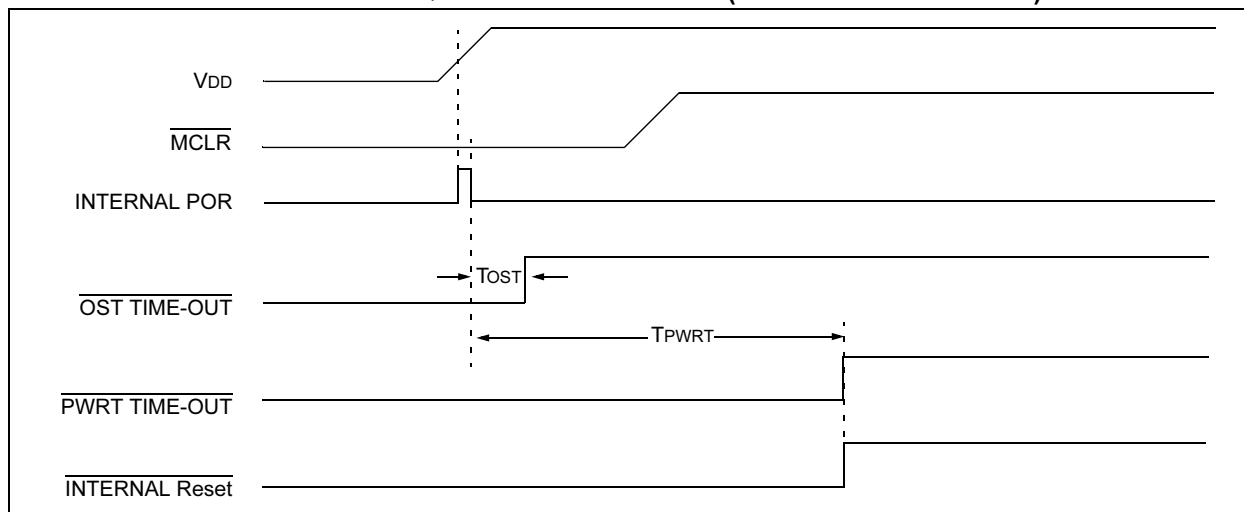 VDD
MCLR
INTERNAL POR
TOST
OST TIME-OUT
TPWRT
PWRT TIME-OUT
INTERNAL Reset